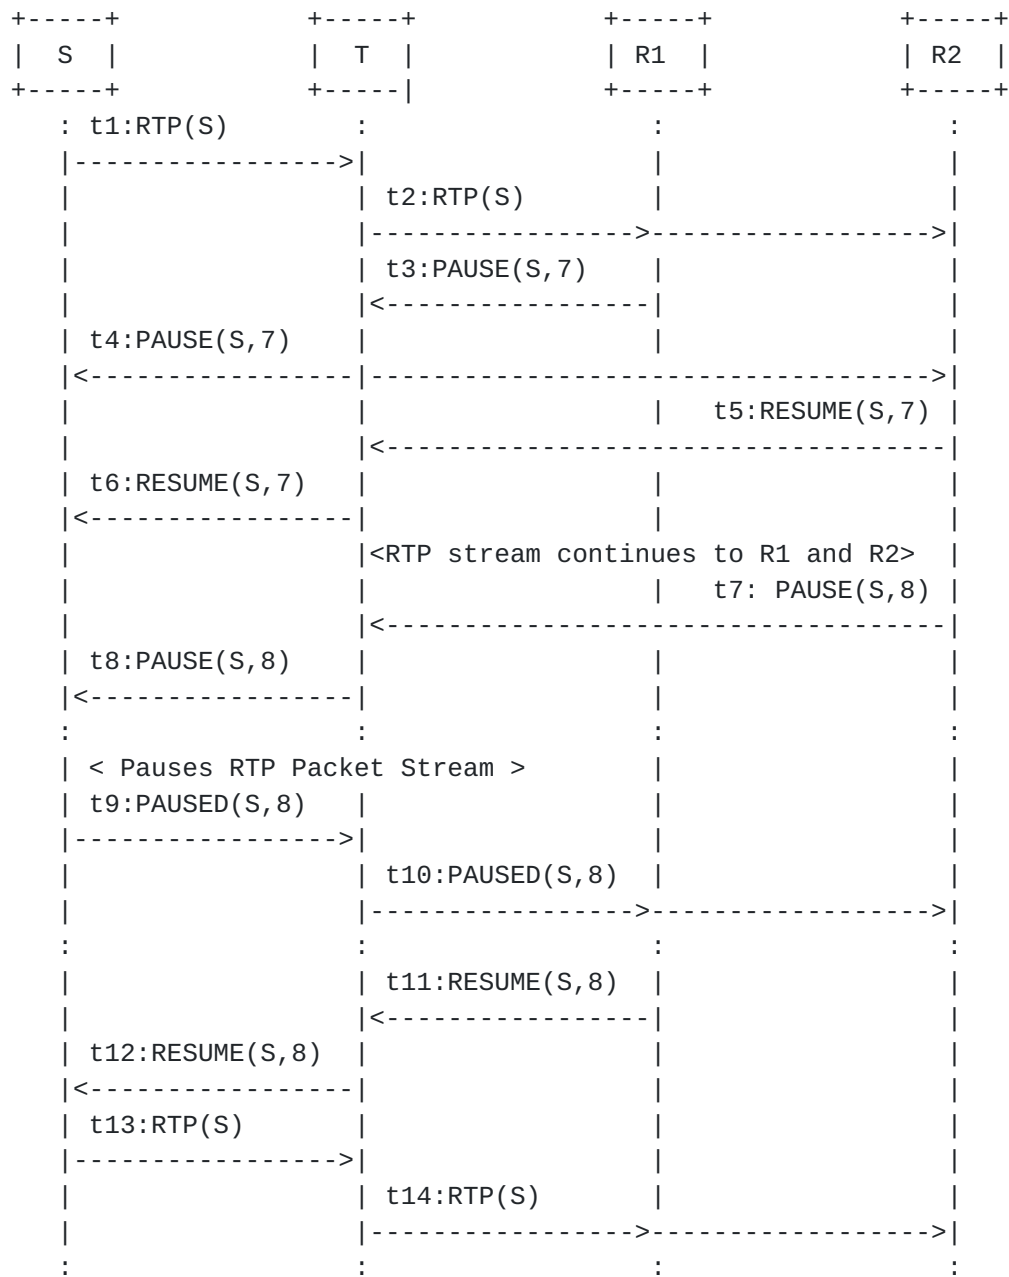 +-----+            +-----+            +-----+            +-----+
|  S  |            |  T  |            | R1  |            | R2  |
+-----+            +-----|            +-----+            +-----+
   : t1:RTP(S)        :                  :                  :
   |----------------->|                  |                  |
   |                  | t2:RTP(S)        |                  |
   |                  |----------------->------------------>|
   |                  | t3:PAUSE(S,7)    |                  |
   |                  |<-----------------|                  |
   | t4:PAUSE(S,7)    |                  |                  |
   |<-----------------|------------------------------------>|
   |                  |                  |   t5:RESUME(S,7) |
   |                  |<------------------------------------|
   | t6:RESUME(S,7)   |                  |                  |
   |<-----------------|                  |                  |
   |                  |<RTP stream continues to R1 and R2>  |
   |                  |                  |   t7: PAUSE(S,8) |
   |                  |<------------------------------------|
   | t8:PAUSE(S,8)    |                  |                  |
   |<-----------------|                  |                  |
   :                  :                  :                  :
   | < Pauses RTP Packet Stream >        |                  |
   | t9:PAUSED(S,8)   |                  |                  |
   |----------------->|                  |                  |
   |                  | t10:PAUSED(S,8)  |                  |
   |                  |----------------->------------------>|
   :                  :                  :                  :
   |                  | t11:RESUME(S,8)  |                  |
   |                  |<-----------------|                  |
   | t12:RESUME(S,8)  |                  |                  |
   |<-----------------|                  |                  |
   | t13:RTP(S)       |                  |                  |
   |----------------->|                  |                  |
   |                  | t14:RTP(S)       |                  |
   |                  |----------------->------------------>|
   :                  :                  :                  :